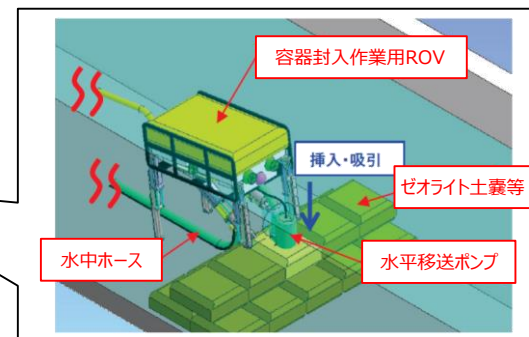 容器封入作業用ROV
挿入・吸引
ゼオライト土嚢等
水中ホース
水平移送ポンプ